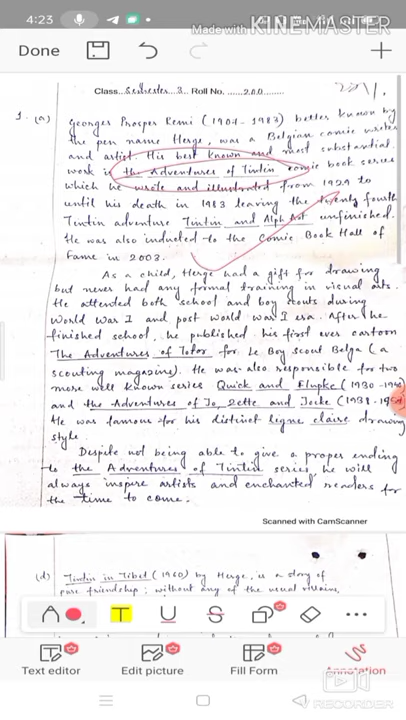 4:23
Made with KINEMASTER
Done
Class Semester 3 Roll No. 200
1. (a) Georges Prosper Remi (1907 - 1983) better known by
the pen name Herge, was a Belgian comic writer
and artist. His best known and most substantial
work is the Adventures of Tintin comic book series
which he wrote and illustrated from 1929 to
until his death in 1983 leaving the twenty fourth
Tintin adventure Tintin and Alph Art unfinished.
He was also inducted to the Comic Book Hall of
Fame in 2003.
As a child, Herge had a gift for drawing
but never had any formal training in visual arts.
He attended both school and boy scouts during
World War I and post World War I era. After he
finished school, he published his first ever cartoon
The Adventures of Totor for Le Boy Scout Belga (a
scouting magazine). He was also responsible for two
more well known series Quick and Flupke (1930 -
and the Adventures of Jo, Zette and Jocko
He was famous for his distinct ligne claire drawing
style.
Despite not being able to give a proper ending
to the Adventures of Tintin series he will
always inspire artists and enchanted readers for
the time to come.
Scanned with CamScanner
(d) Tintin in Tibet (1960) by Herge, is a story of
pure friendship; without any of the usual villains,
T
U
S
Text editor
Edit picture
Fill Form
Annotation
RECORDER